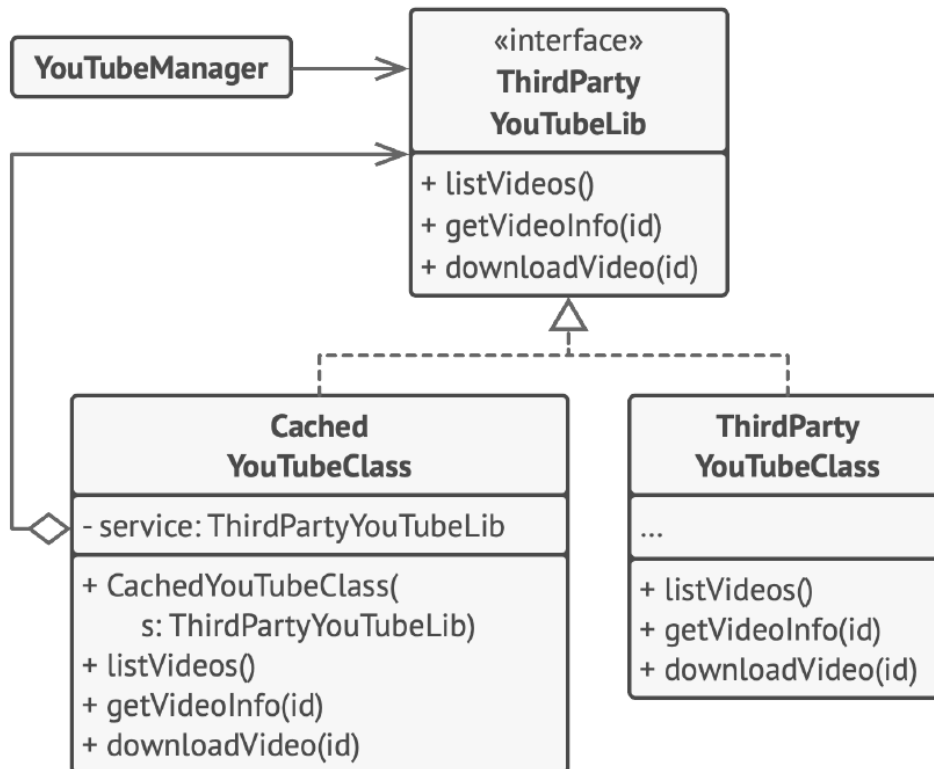 YouTubeManager
«interface»
ThirdParty
YouTubeLib
+ listVideos()
+ getVideoInfo(id)
+ downloadVideo(id)
Cached
YouTubeClass
- service: ThirdPartyYouTubeLib
+ CachedYouTubeClass(
s: ThirdPartyYouTubeLib)
+ listVideos()
+ getVideoInfo(id)
+ downloadVideo(id)
ThirdParty
YouTubeClass
...
+ listVideos()
+ getVideoInfo(id)
+ downloadVideo(id)